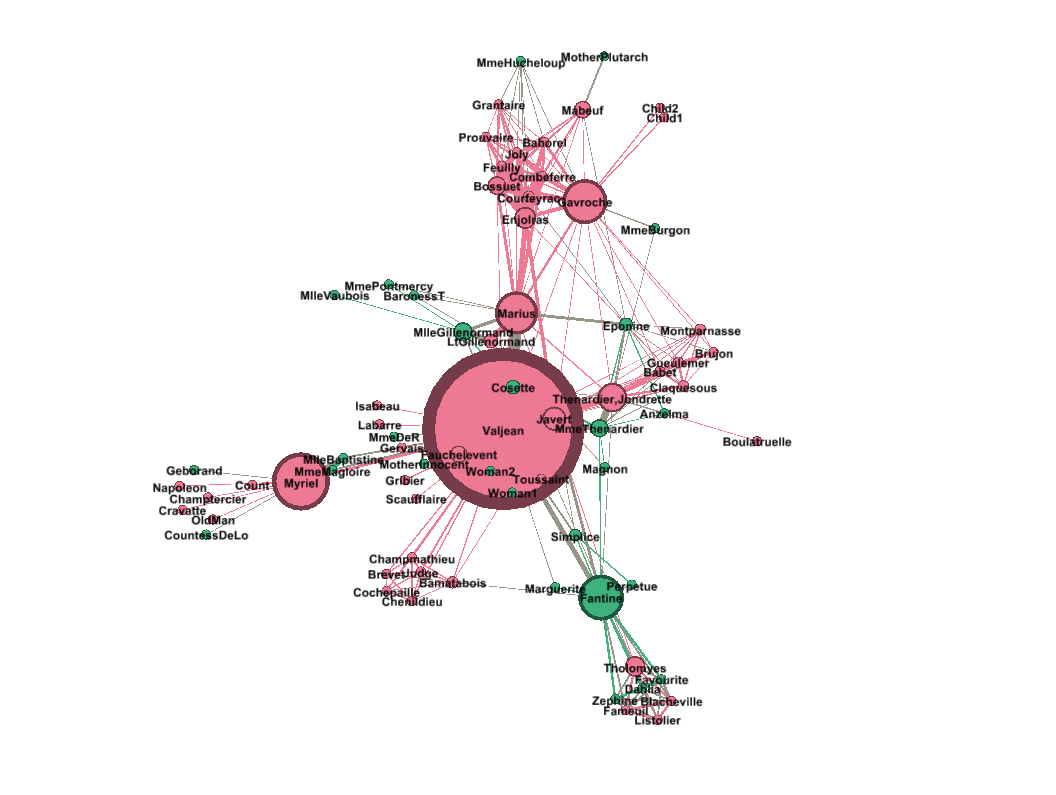 MotherPlutarch
MmeHucheloup
Grantaire
Mabeuf
Child2
Child1
Prouvaire
Bahorel
Joly
Feuilly
Combeferre
Bossuet
Courfeyrac
Gavroche
Enjolras
MmeBurgon
MmePontmercy
MlleVaubois
BaronessT
Marius
MlleGillenormand
LtGillenormand
Eponine
Montparnasse
Brujon
Gueulemer
Babet
Claquesous
Cosette
Thenardier,Jondrette
Isabeau
Anzelma
Labarre
Javert
MmeThenardier
Valjean
MmeDeR
Boulatruelle
Gervais
Fauchelevent
MlleBaptistine
MotherInnocent
Geborand
MmeMagloire
Woman2
Magnon
Gribier
Toussaint
Myriel
Count
Napoleon
Woman1
Champtercier
Scaufflaire
Cravatte
OldMan
CountessDeLo
Simplice
Champmathieu
Brevet
Judge
Bamatabois
Marguerite
Perpetue
Cochepaille
Fantine
Chenildieu
Tholomyes
Favourite
Dahlia
Zephine
Blacheville
Fameuil
Listolier